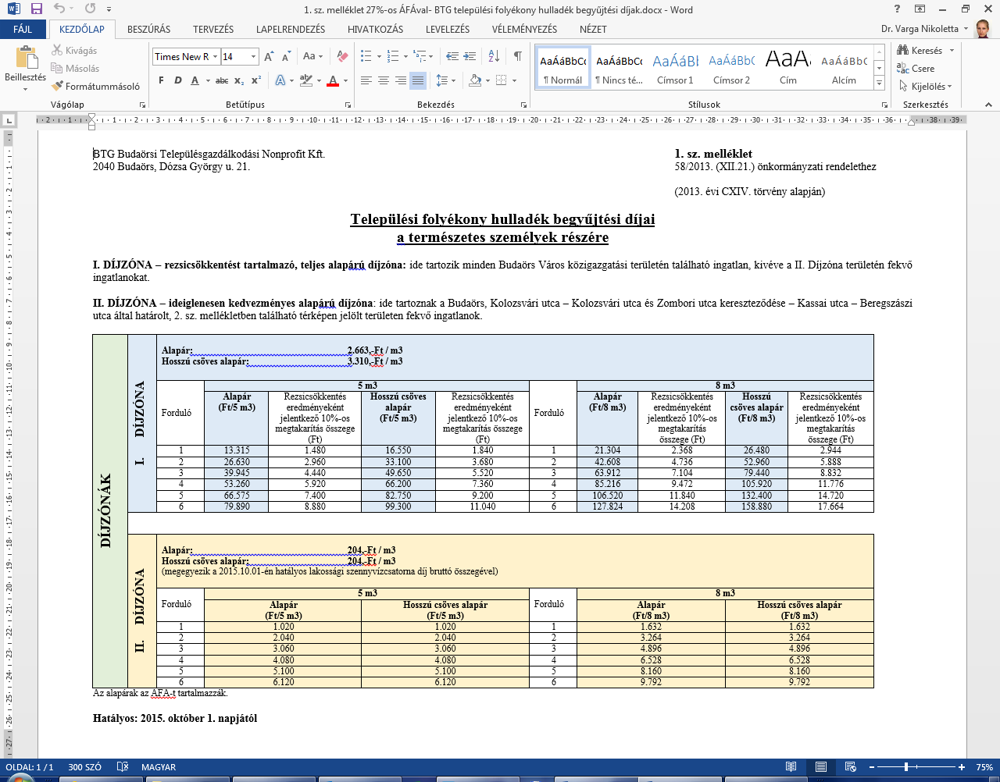 1. sz. melléklet 27%-os ÁFÁval- BTG települési folyékony hulladék begyűjtési díjak.docx - Word
FÁJL KEZDŐLAP BESZÚRÁS TERVEZÉS LAPELRENDEZÉS HIVATKOZÁS LEVELEZÉS VÉLEMÉNYEZÉS NÉZET Dr. Varga Nikoletta
Beillesztés
Kivágás
Másolás
Formátummásoló
Vágólap
Times New R 14
Betűtípus
Bekezdés
AaÁáBbCc AaÁáBbCc AaÁáBl AaÁáBbC AaÁ AaÁáBbC
¶ Normál ¶ Nincs té... Címsor 1 Címsor 2 Cím Alcím
Stílusok
Keresés
Csere
Kijelölés
Szerkesztés
BTG Budaörsi Településgazdálkodási Nonprofit Kft.
2040 Budaörs, Dózsa György u. 21.
1. sz. melléklet
58/2013. (XII.21.) önkormányzati rendelethez
(2013. évi CXIV. törvény alapján)
Települési folyékony hulladék begyűjtési díjai
a természetes személyek részére
I. DÍJZÓNA – rezsicsökkentést tartalmazó, teljes alapárú díjzóna: ide tartozik minden Budaörs Város közigazgatási területén található ingatlan, kivéve a II. Díjzóna területén fekvő
ingatlanokat.
II. DÍJZÓNA – ideiglenesen kedvezményes alapárú díjzóna: ide tartoznak a Budaörs, Kolozsvári utca – Kolozsvári utca és Zombori utca kereszteződése – Kassai utca – Beregszászi
utca által határolt, 2. sz. mellékletben található térképen jelölt területen fekvő ingatlanok.
DÍJZÓNÁK
I. DÍJZÓNA
Alapár: 2.663,-Ft / m3
Hosszú csöves alapár: 3.310,-Ft / m3
Forduló 5 m3 Forduló 8 m3
Alapár (Ft/5 m3) Rezsicsökkentés eredményeként jelentkező 10%-os megtakarítás összege (Ft) Hosszú csöves alapár (Ft/5 m3) Rezsicsökkentés eredményeként jelentkező 10%-os megtakarítás összege (Ft) Alapár (Ft/8 m3) Rezsicsökkentés eredményeként jelentkező 10%-os megtakarítás összege (Ft) Hosszú csöves alapár (Ft/8 m3) Rezsicsökkentés eredményeként jelentkező 10%-os megtakarítás összege (Ft)
1 13.315 1.480 16.550 1.840 1 21.304 2.368 26.480 2.944
2 26.630 2.960 33.100 3.680 2 42.608 4.736 52.960 5.888
3 39.945 4.440 49.650 5.520 3 63.912 7.104 79.440 8.832
4 53.260 5.920 66.200 7.360 4 85.216 9.472 105.920 11.776
5 66.575 7.400 82.750 9.200 5 106.520 11.840 132.400 14.720
6 79.890 8.880 99.300 11.040 6 127.824 14.208 158.880 17.664
II. DÍJZÓNA
Alapár: 204,-Ft / m3
Hosszú csöves alapár: 204,-Ft / m3
(megegyezik a 2015.10.01-én hatályos lakossági szennyvízcsatorna díj bruttó összegével)
Forduló 5 m3 Forduló 8 m3
Alapár (Ft/5 m3) Hosszú csöves alapár (Ft/5 m3) Alapár (Ft/8 m3) Hosszú csöves alapár (Ft/8 m3)
1 1.020 1.020 1 1.632 1.632
2 2.040 2.040 2 3.264 3.264
3 3.060 3.060 3 4.896 4.896
4 4.080 4.080 4 6.528 6.528
5 5.100 5.100 5 8.160 8.160
6 6.120 6.120 6 9.792 9.792
Az alapárak az ÁFA-t tartalmazzák.
Hatályos: 2015. október 1. napjától
OLDAL: 1 / 1 300 SZÓ MAGYAR 75%